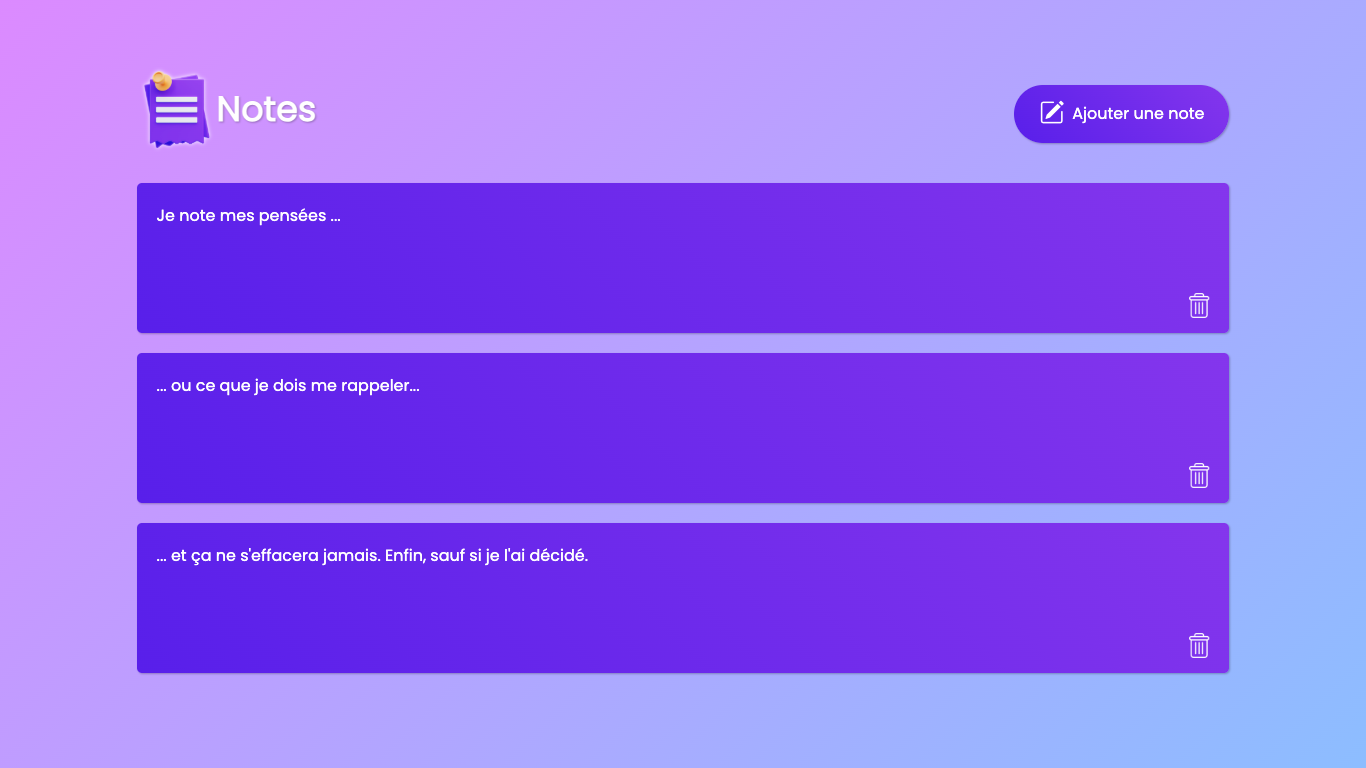 Notes
Ajouter une note
Je note mes pensées ...
... ou ce que je dois me rappeler...
... et ça ne s'effacera jamais. Enfin, sauf si je l'ai décidé.